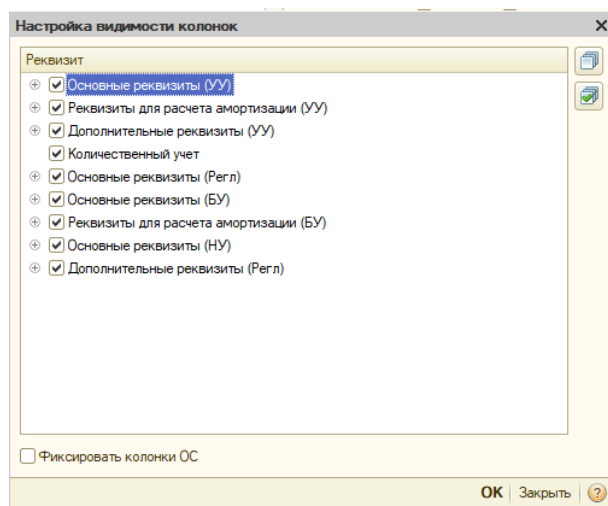 Настройка видимости колонок
Реквизит
Основные реквизиты (УУ)
Реквизиты для расчета амортизации (УУ)
Дополнительные реквизиты (УУ)
Количественный учет
Основные реквизиты (Регл)
Основные реквизиты (БУ)
Реквизиты для расчета амортизации (БУ)
Основные реквизиты (НУ)
Дополнительные реквизиты (Регл)
Фиксировать колонки ОС
OK Закрыть ?